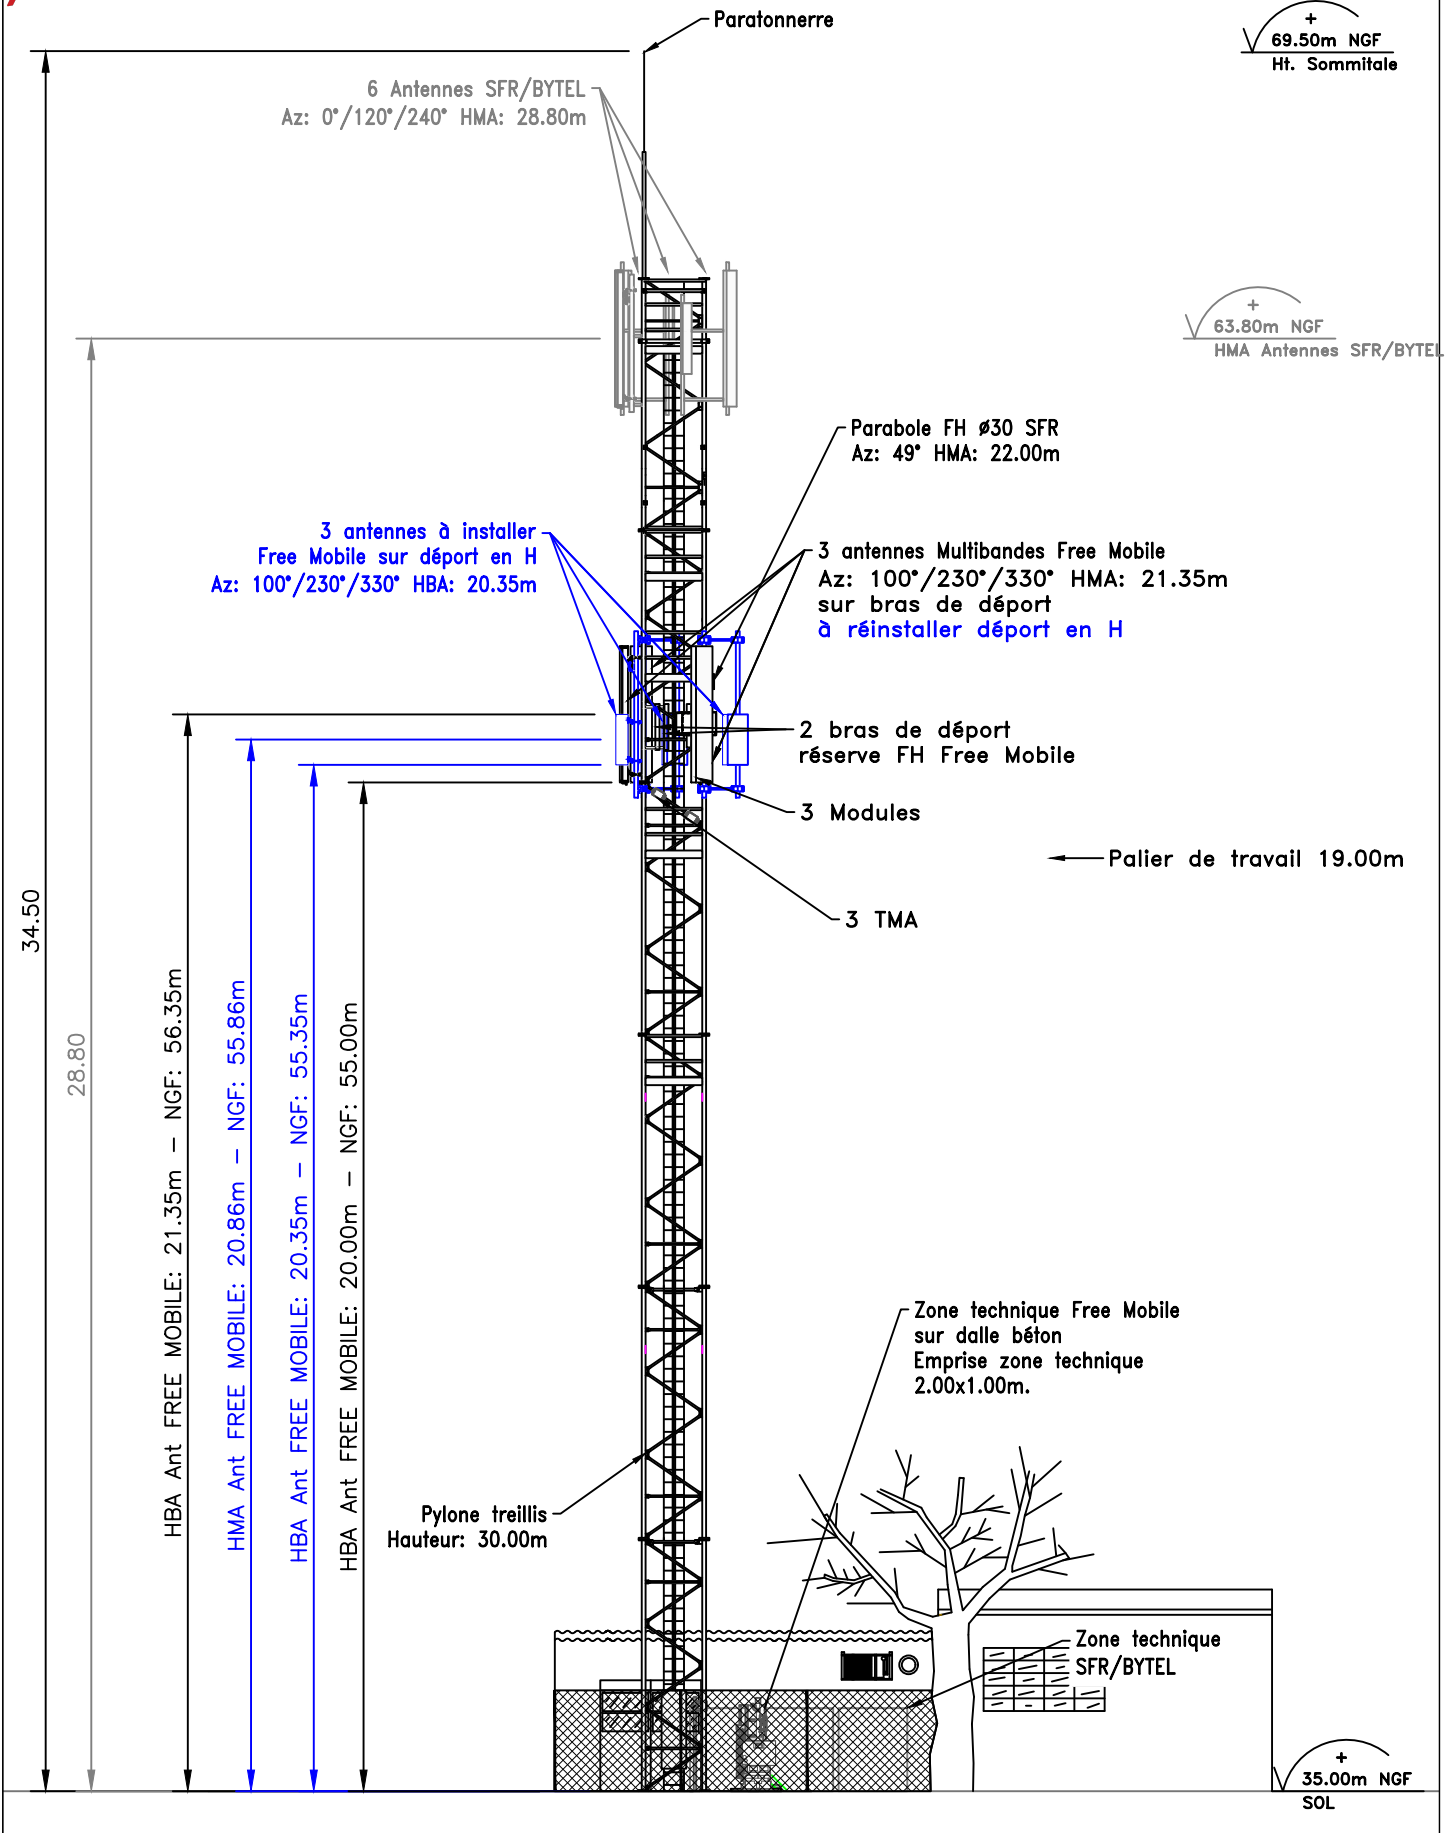 Paratonnerre
+
69.50m NGF
Ht. Sommitale
6 Antennes SFR/BYTEL
Az: 0°/120°/240° HMA: 28.80m
+
63.80m NGF
HMA Antennes SFR/BYTEL
Parabole FH ø30 SFR
Az: 49° HMA: 22.00m
3 antennes à installer
Free Mobile sur déport en H
Az: 100°/230°/330° HBA: 20.35m
3 antennes Multibandes Free Mobile
Az: 100°/230°/330° HMA: 21.35m
sur bras de déport
à réinstaller déport en H
2 bras de déport
réserve FH Free Mobile
3 Modules
Palier de travail 19.00m
3 TMA
34.50
28.80
HBA Ant FREE MOBILE: 21.35m – NGF: 56.35m
HMA Ant FREE MOBILE: 20.86m – NGF: 55.86m
HBA Ant FREE MOBILE: 20.35m – NGF: 55.35m
HBA Ant FREE MOBILE: 20.00m – NGF: 55.00m
Zone technique Free Mobile
sur dalle béton
Emprise zone technique
2.00x1.00m.
Pylone treillis
Hauteur: 30.00m
Zone technique
SFR/BYTEL
+
35.00m NGF
SOL